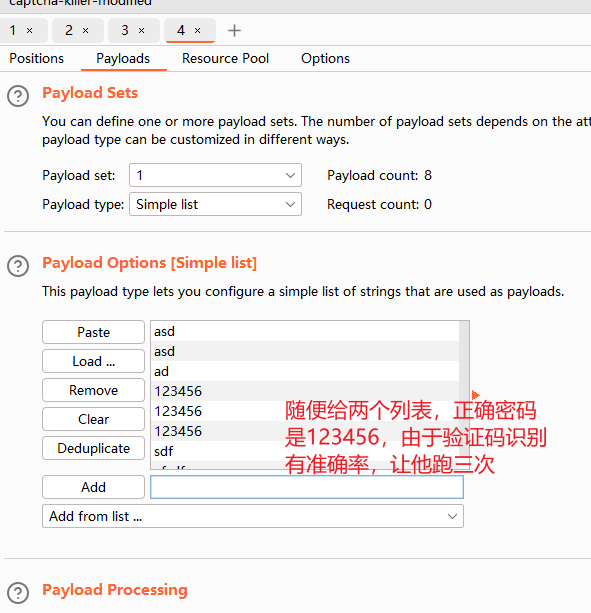 captcha-killer-modified
1 × 2 × 3 × 4 × +
Positions Payloads Resource Pool Options
? Payload Sets
You can define one or more payload sets. The number of payload sets depends on the att
payload type can be customized in different ways.
Payload set: 1 Payload count: 8
Payload type: Simple list Request count: 0
? Payload Options [Simple list]
This payload type lets you configure a simple list of strings that are used as payloads.
Paste
Load ...
Remove
Clear
Deduplicate
asd
asd
ad
123456
123456
123456
sdf
随便给两个列表，正确密码
是123456，由于验证码识别
有准确率，让他跑三次
Add
Add from list ...
? Payload Processing